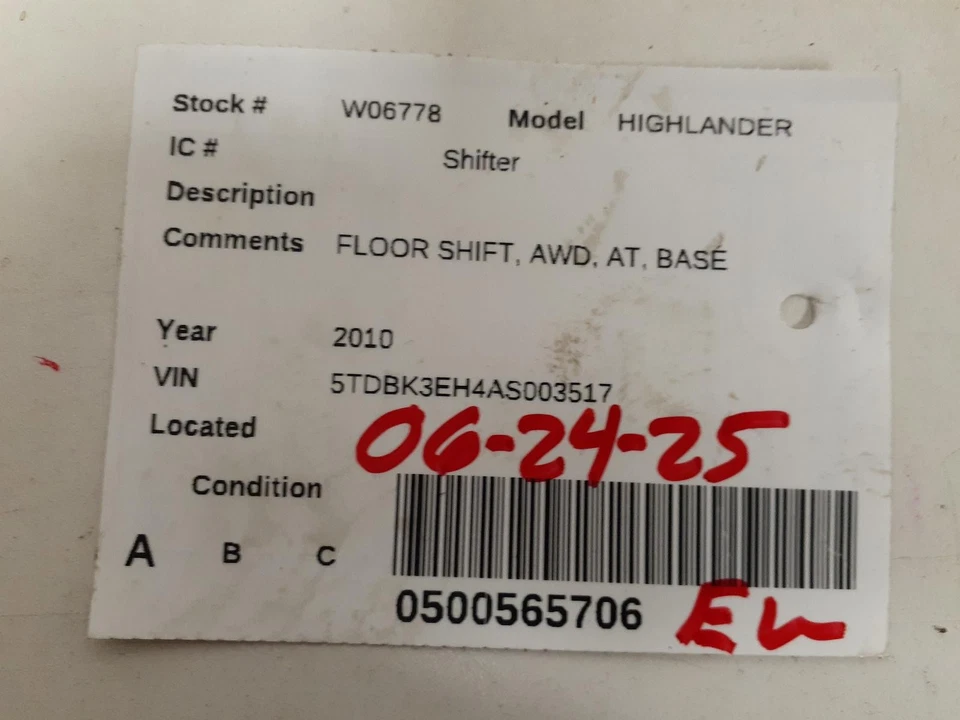 Stock # W06778 Model HIGHLANDER
IC # Shifter
Description
Comments FLOOR SHIFT, AWD, AT, BASE
Year 2010
VIN 5TDBK3EH4AS003517
Located
06-24-25
Condition
A B C
0500565706